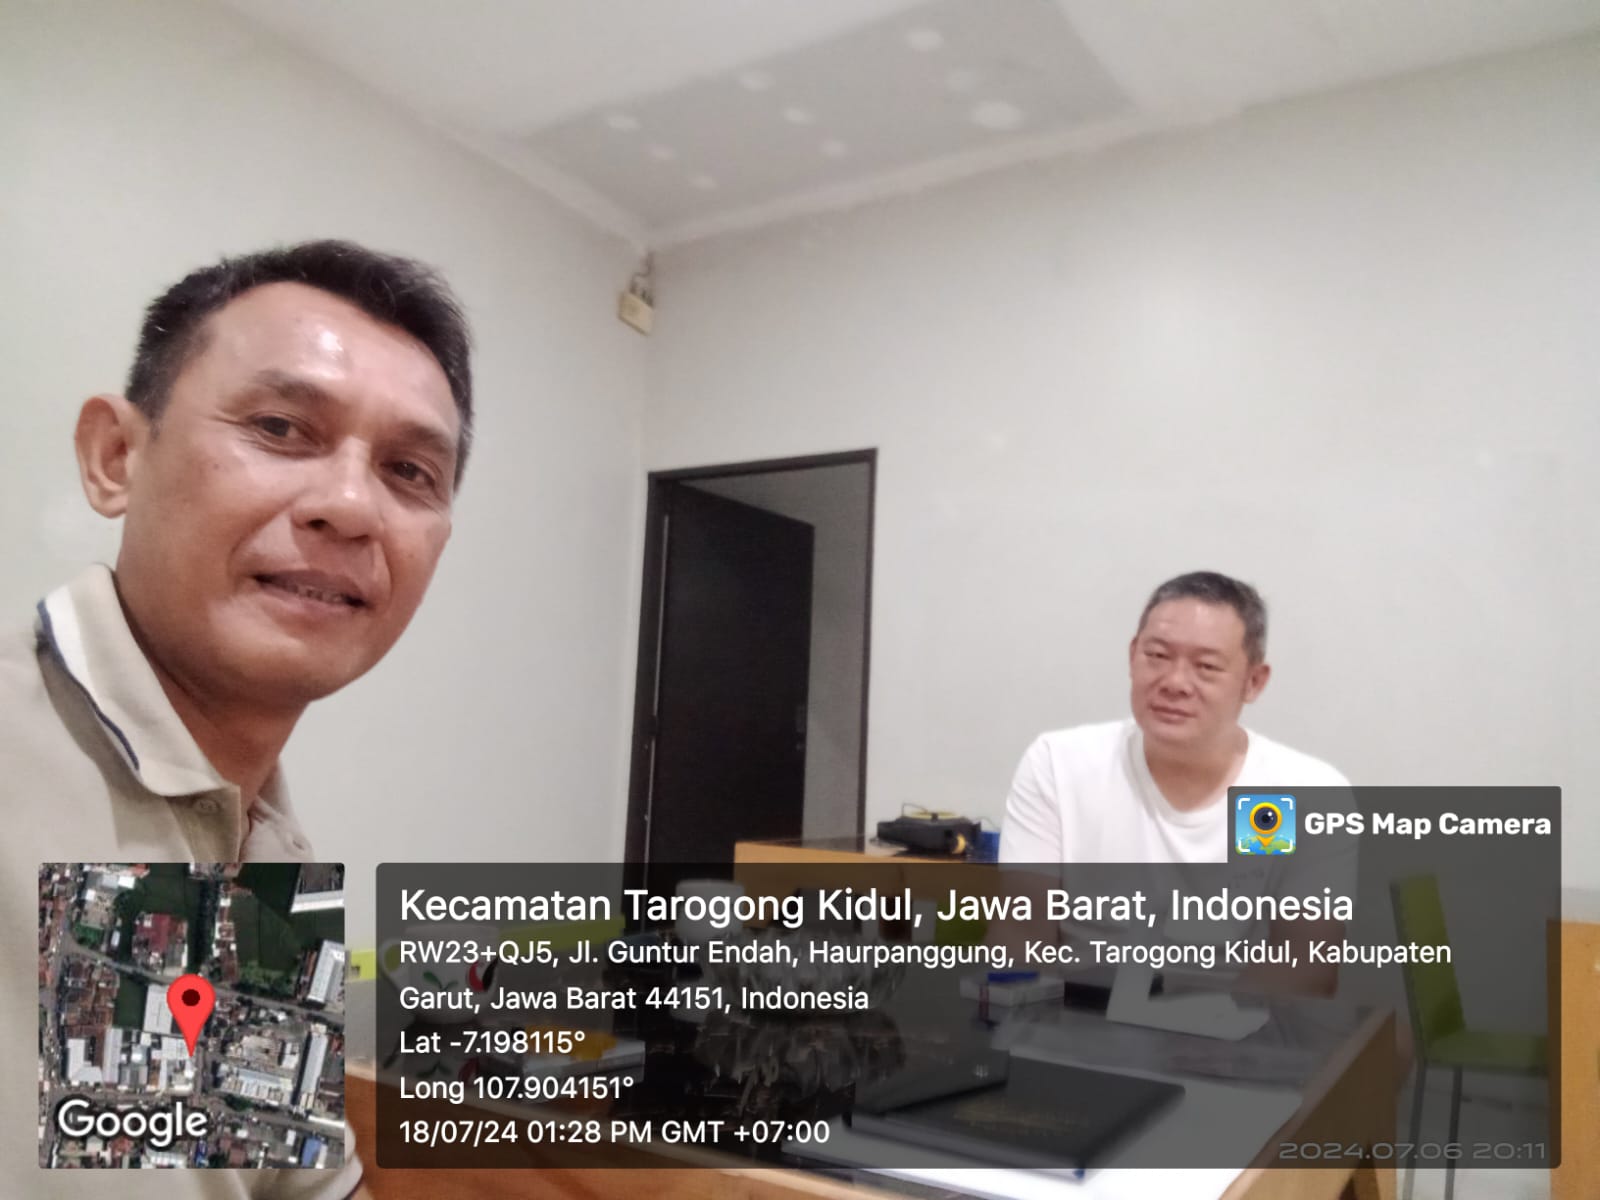 GPS Map Camera
Kecamatan Tarogong Kidul, Jawa Barat, Indonesia
RW23+QJ5, Jl. Guntur Endah, Haurpanggung, Kec. Tarogong Kidul, Kabupaten
Garut, Jawa Barat 44151, Indonesia
Lat -7.198115°
Long 107.904151°
18/07/24 01:28 PM GMT +07:00
Google
2024.07.06 20:11